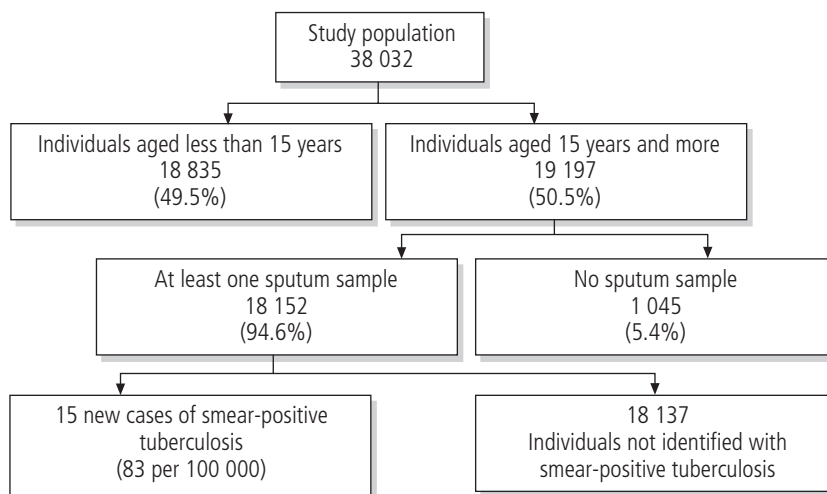 Study population
38 032
Individuals aged less than 15 years
18 835
(49.5%)
Individuals aged 15 years and more
19 197
(50.5%)
At least one sputum sample
18 152
(94.6%)
No sputum sample
1 045
(5.4%)
15 new cases of smear-positive
tuberculosis
(83 per 100 000)
18 137
Individuals not identified with
smear-positive tuberculosis